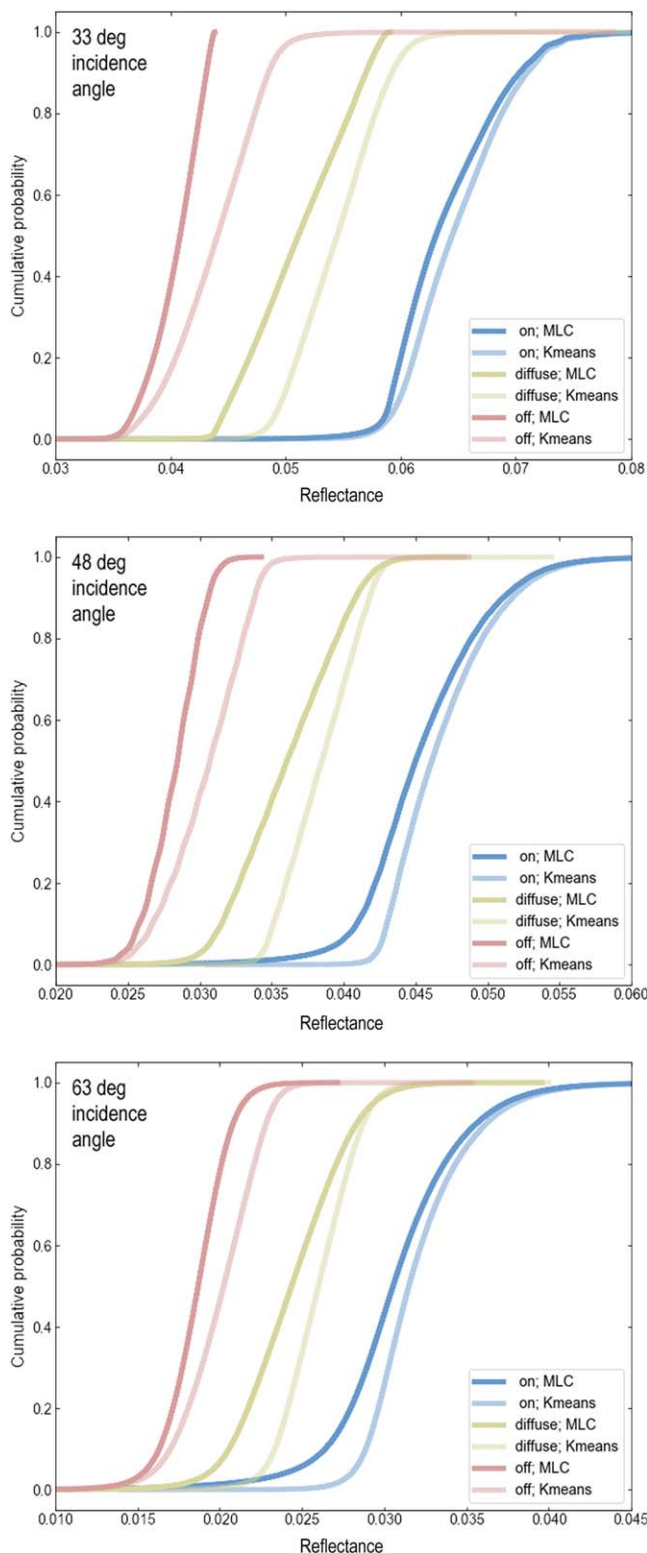 33 deg
incidence
angle
1.0
0.8
0.6
0.4
0.2
0.0
Cumulative probability
on; MLC
on; Kmeans
diffuse; MLC
diffuse; Kmeans
off; MLC
off; Kmeans
0.03 0.04 0.05 0.06 0.07 0.08
Reflectance
48 deg
incidence
angle
1.0
0.8
0.6
0.4
0.2
0.0
Cumulative probability
on; MLC
on; Kmeans
diffuse; MLC
diffuse; Kmeans
off; MLC
off; Kmeans
0.020 0.025 0.030 0.035 0.040 0.045 0.050 0.055 0.060
Reflectance
63 deg
incidence
angle
1.0
0.8
0.6
0.4
0.2
0.0
Cumulative probability
on; MLC
on; Kmeans
diffuse; MLC
diffuse; Kmeans
off; MLC
off; Kmeans
0.010 0.015 0.020 0.025 0.030 0.035 0.040 0.045
Reflectance